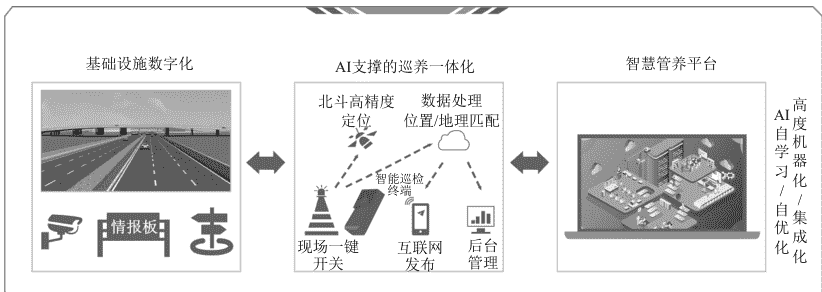 基础设施数字化
AI支撑的巡养一体化
智慧管养平台
情报板
北斗高精度
定位
数据处理
位置/地理匹配
智能巡检
终端
现场一键
开关
互联网
发布
后台
管理
高度机器化/集成化
AI自学习/自优化